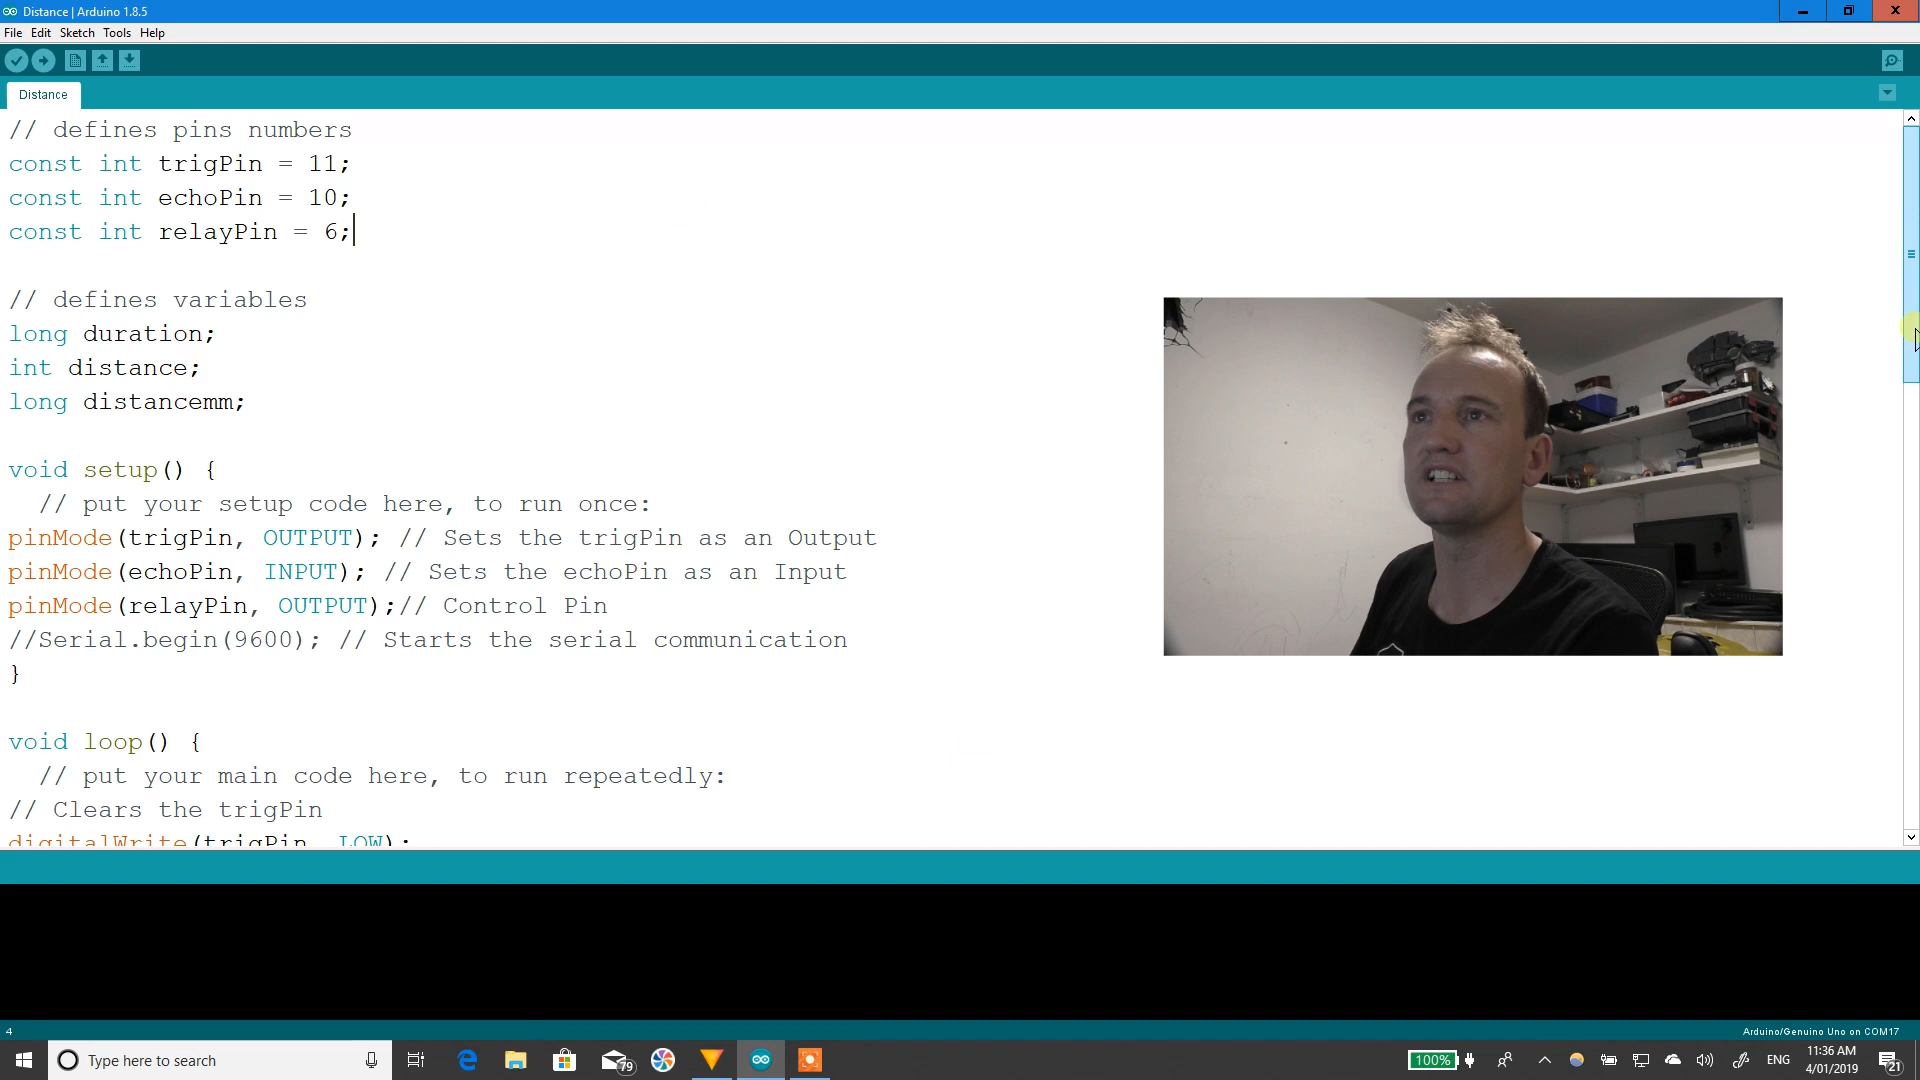 Distance | Arduino 1.8.5
File Edit Sketch Tools Help
Distance
// defines pins numbers
const int trigPin = 11;
const int echoPin = 10;
const int relayPin = 6;
// defines variables
long duration;
int distance;
long distancemm;
void setup() {
// put your setup code here, to run once:
pinMode(trigPin, OUTPUT); // Sets the trigPin as an Output
pinMode(echoPin, INPUT); // Sets the echoPin as an Input
pinMode(relayPin, OUTPUT);// Control Pin
//Serial.begin(9600); // Starts the serial communication
}
void loop() {
// put your main code here, to run repeatedly:
// Clears the trigPin
digitalWrite(trigPin, LOW);
4
Arduino/Genuino Uno on COM17
Type here to search
79
100%
ENG
11:36 AM
4/01/2019
21